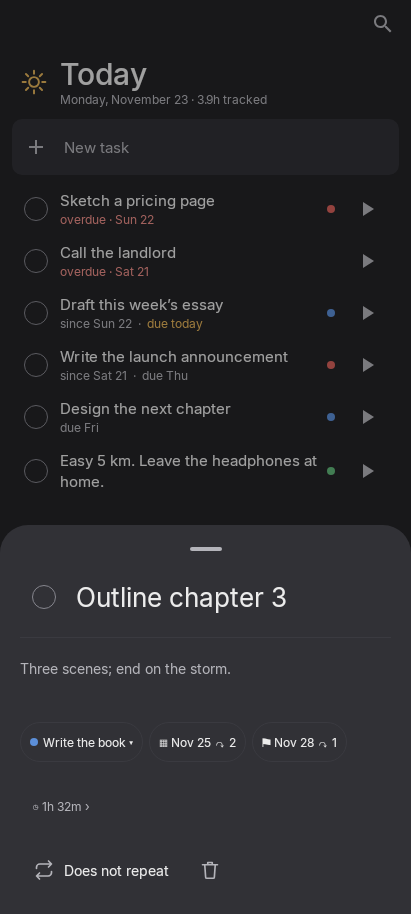 Today
Monday, November 23 · 3.9h tracked
New task
Sketch a pricing page
overdue · Sun 22
Call the landlord
overdue · Sat 21
Draft this week’s essay
since Sun 22 · due today
Write the launch announcement
since Sat 21 · due Thu
Design the next chapter
due Fri
Easy 5 km. Leave the headphones at
home.
Outline chapter 3
Three scenes; end on the storm.
Write the book
Nov 25 2
Nov 28 1
1h 32m ›
Does not repeat